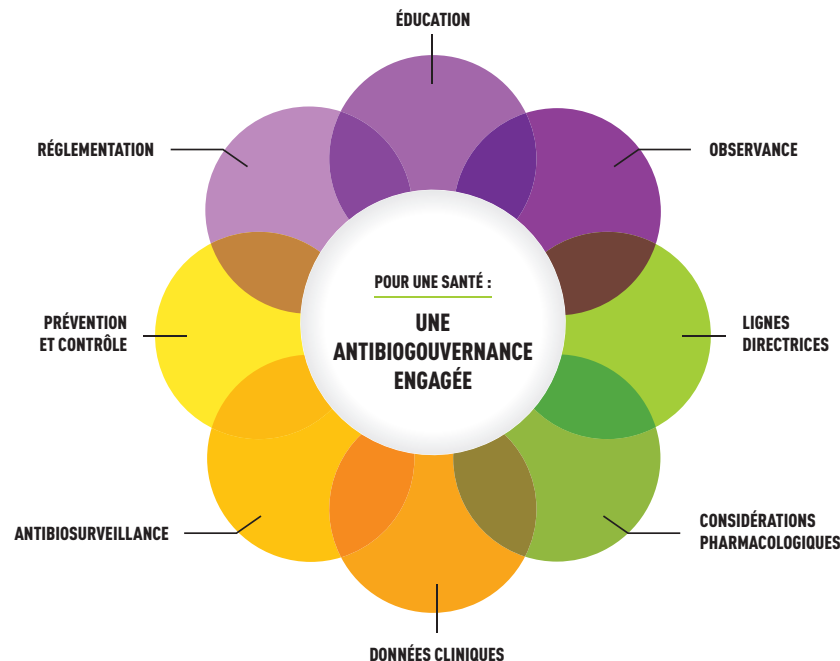 ÉDUCATION
OBSERVANCE
LIGNES
DIRECTRICES
CONSIDÉRATIONS
PHARMACOLOGIQUES
DONNÉES CLINIQUES
ANTIBIOSURVEILLANCE
PRÉVENTION
ET CONTRÔLE
RÉGLEMENTATION
POUR UNE SANTÉ :
UNE
ANTIBIOGOUVERNANCE
ENGAGÉE